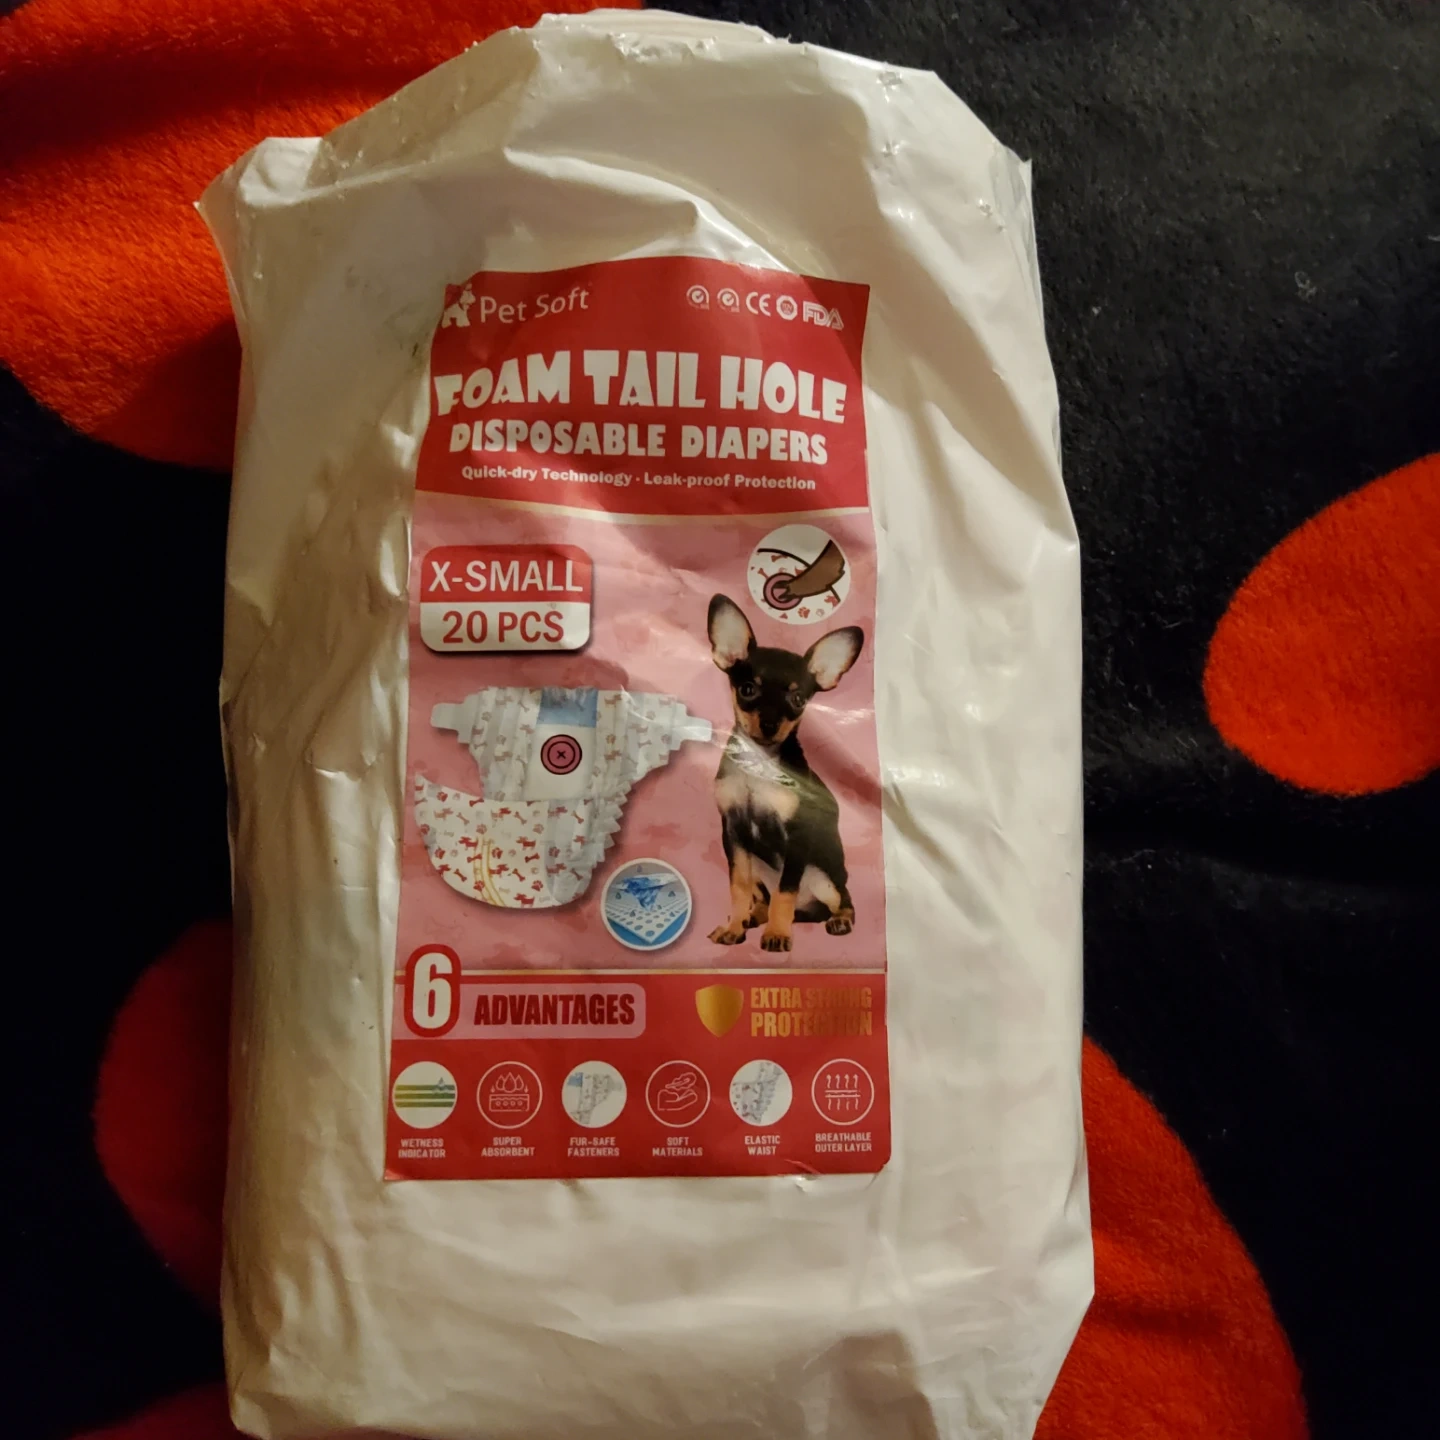 Pet Soft
CE FDA
FOAM TAIL HOLE
DISPOSABLE DIAPERS
Quick-dry Technology · Leak-proof Protection
X-SMALL
20 PCS
6 ADVANTAGES
EXTRA STRONG
PROTECTION
WETNESS
INDICATOR
SUPER
ABSORBENT
FUR-SAFE
FASTENERS
SOFT
MATERIALS
ELASTIC
WAIST
BREATHABLE
OUTER LAYER